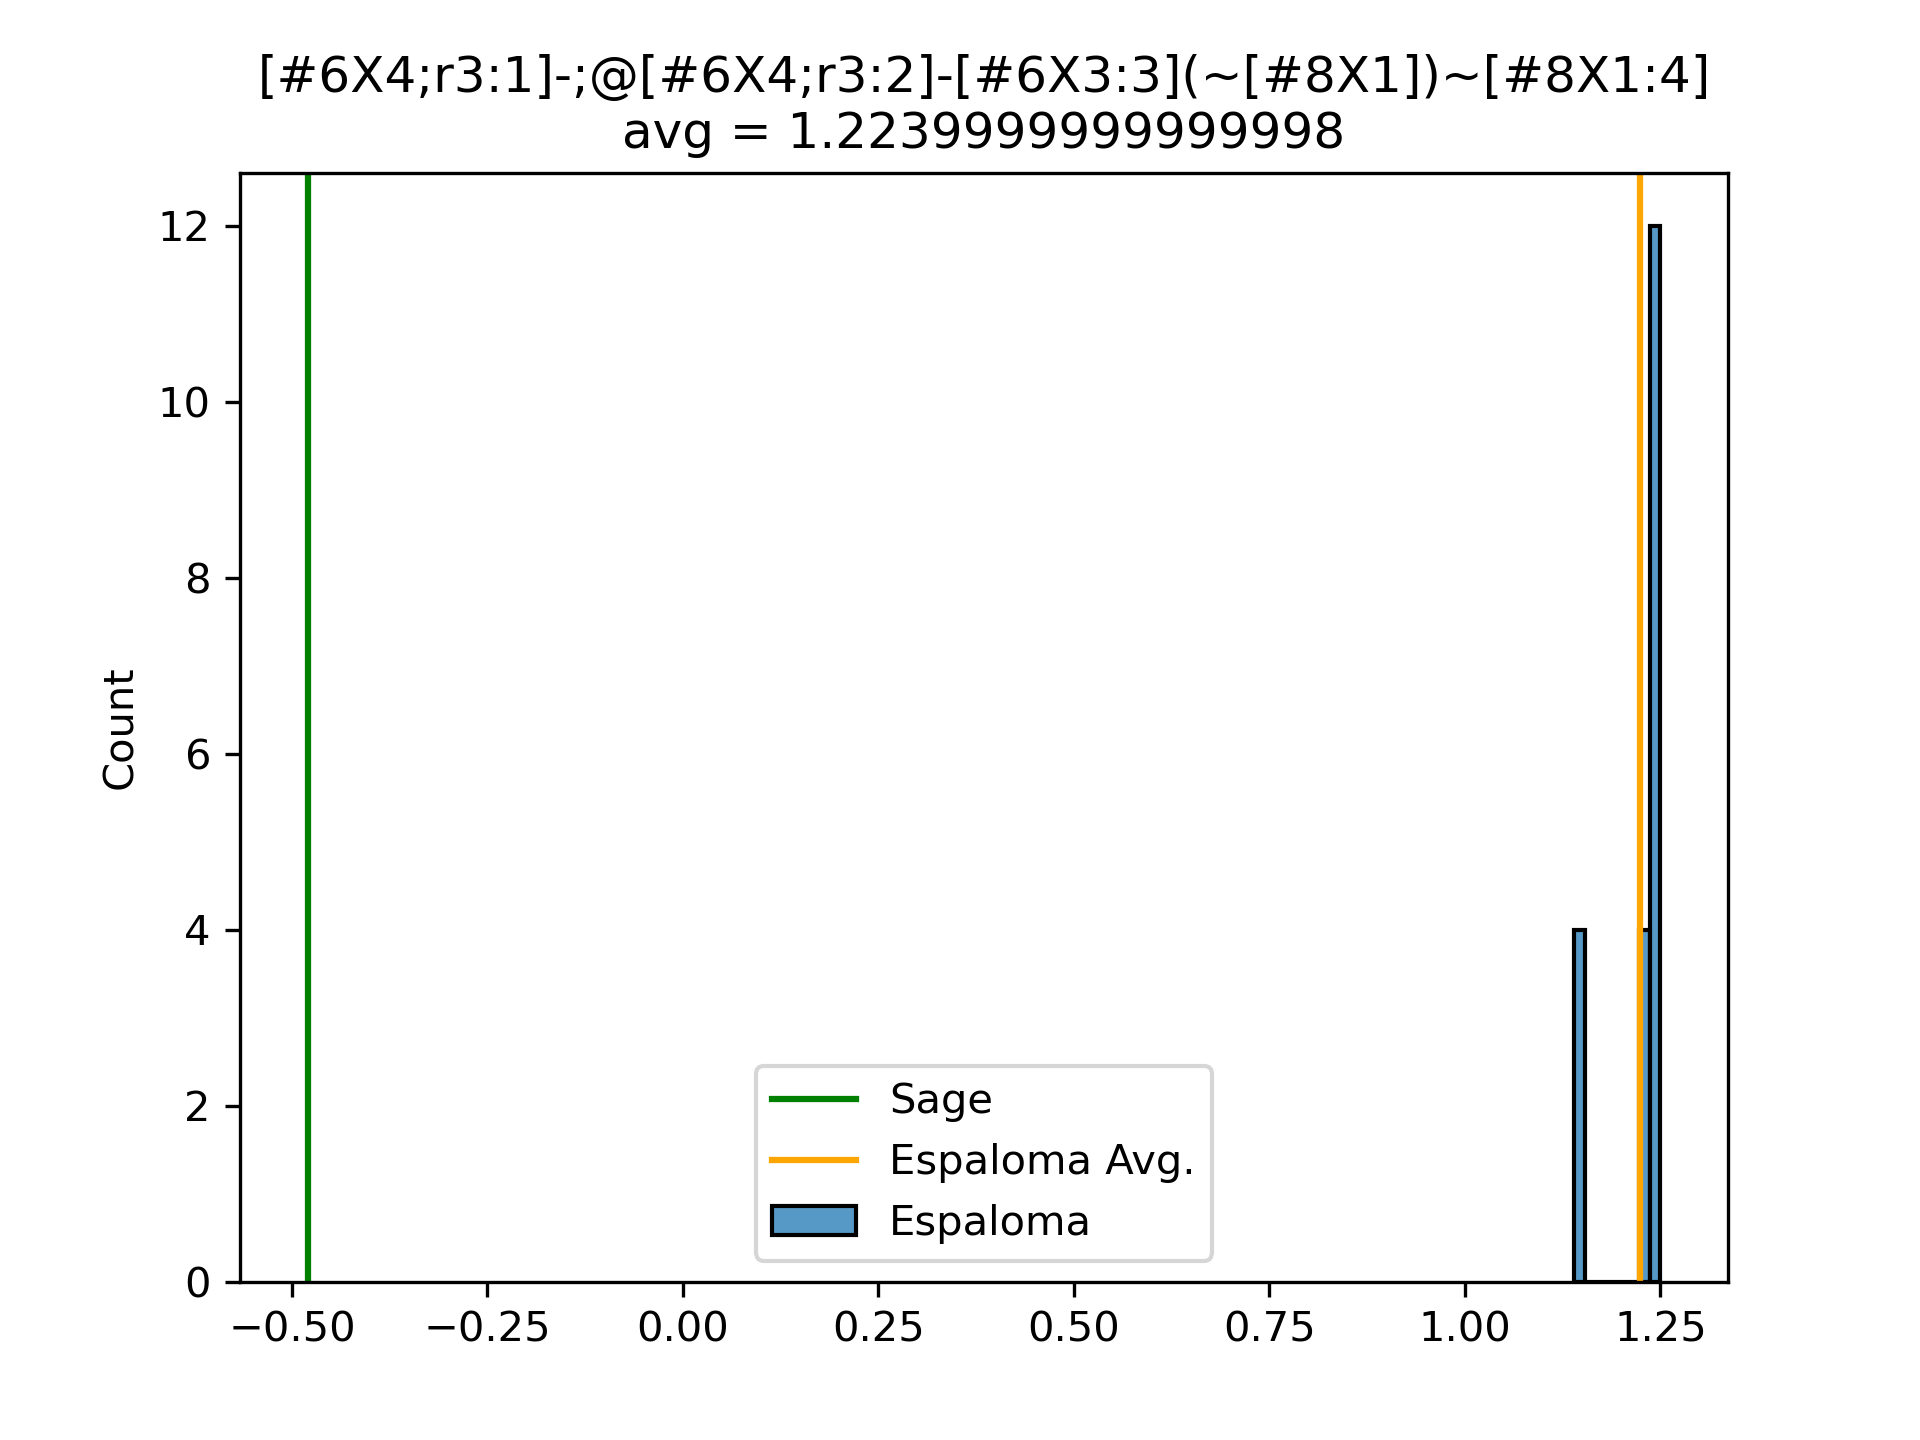 [#6X4;r3:1]-;@[#6X4;r3:2]-[#6X3:3](~[#8X1])~[#8X1:4]
avg = 1.2239999999999998
12
10
8
6
4
2
0
Count
Sage
Espaloma Avg.
Espaloma
−0.50 −0.25 0.00 0.25 0.50 0.75 1.00 1.25